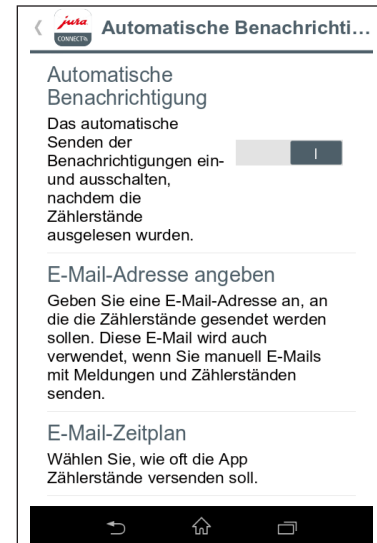 jura
CONNECT
Automatische Benachrichti...
Automatische
Benachrichtigung
Das automatische
Senden der
Benachrichtigungen ein-
und ausschalten,
nachdem die
Zählerstände
ausgelesen wurden.
E-Mail-Adresse angeben
Geben Sie eine E-Mail-Adresse an, an
die die Zählerstände gesendet werden
sollen. Diese E-Mail wird auch
verwendet, wenn Sie manuell E-Mails
mit Meldungen und Zählerständen
senden.
E-Mail-Zeitplan
Wählen Sie, wie oft die App
Zählerstände versenden soll.